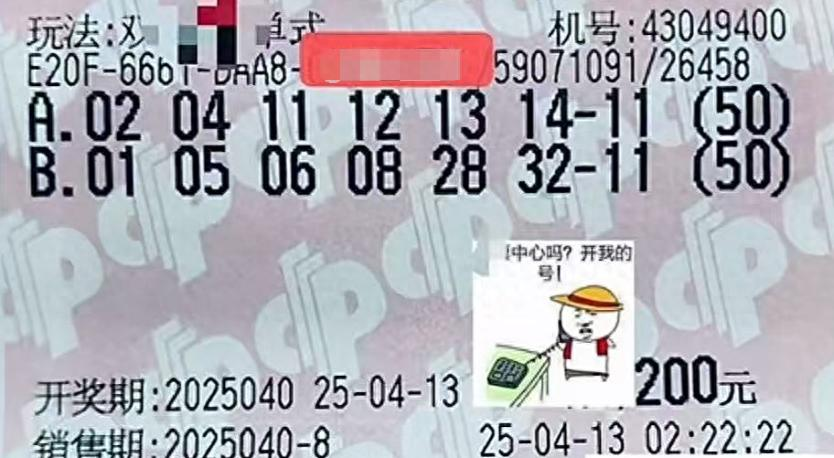 玩法:双 单式 机号:43049400
E20F-6661-DAA8- 59071091/26458
A.02 04 11 12 13 14-11 (50)
B.01 05 06 08 28 32-11 (50)
中心吗? 开我的
号!
开奖期:2025040 25-04-13 200元
销售期:2025040-8 25-04-13 02:22:22